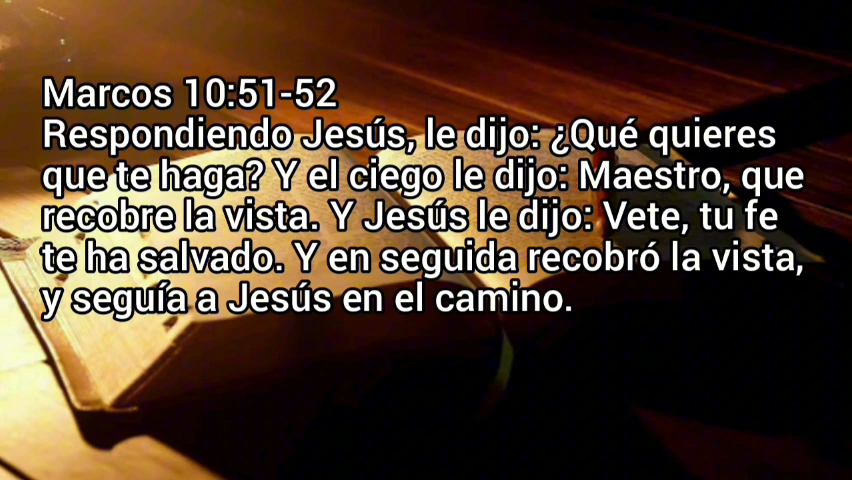 Marcos 10:51-52
Respondiendo Jesús, le dijo: ¿Qué quieres
que te haga? Y el ciego le dijo: Maestro, que
recobre la vista. Y Jesús le dijo: Vete, tu fe
te ha salvado. Y en seguida recobró la vista,
y seguía a Jesús en el camino.